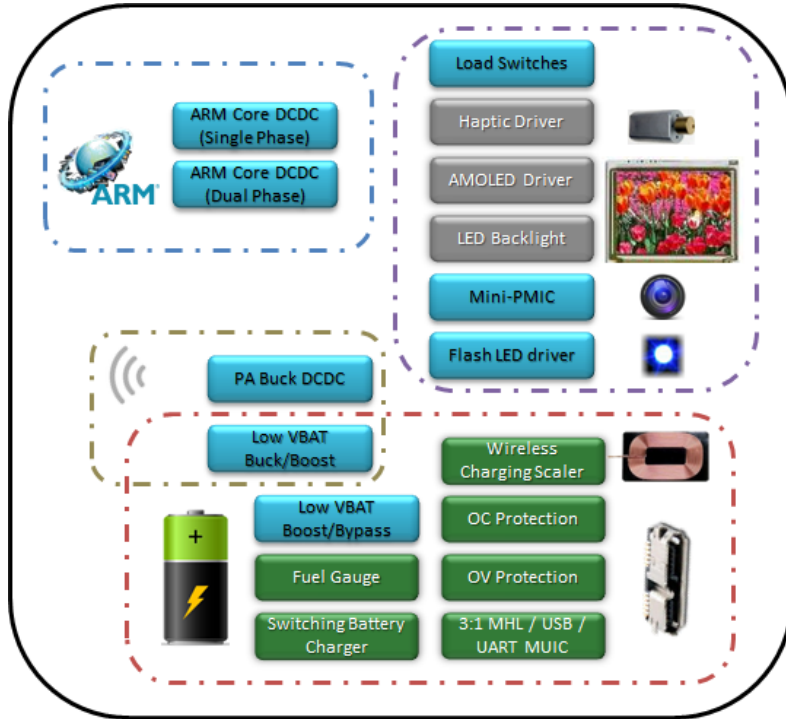 ARM Core DCDC
(Single Phase)
ARM Core DCDC
(Dual Phase)
ARM®
Load Switches
Haptic Driver
AMOLED Driver
LED Backlight
Mini-PMIC
Flash LED driver
PA Buck DCDC
Low VBAT
Buck/Boost
Low VBAT
Boost/Bypass
Fuel Gauge
Switching Battery
Charger
Wireless
Charging Scaler
OC Protection
OV Protection
3:1 MHL / USB /
UART MUIC
+